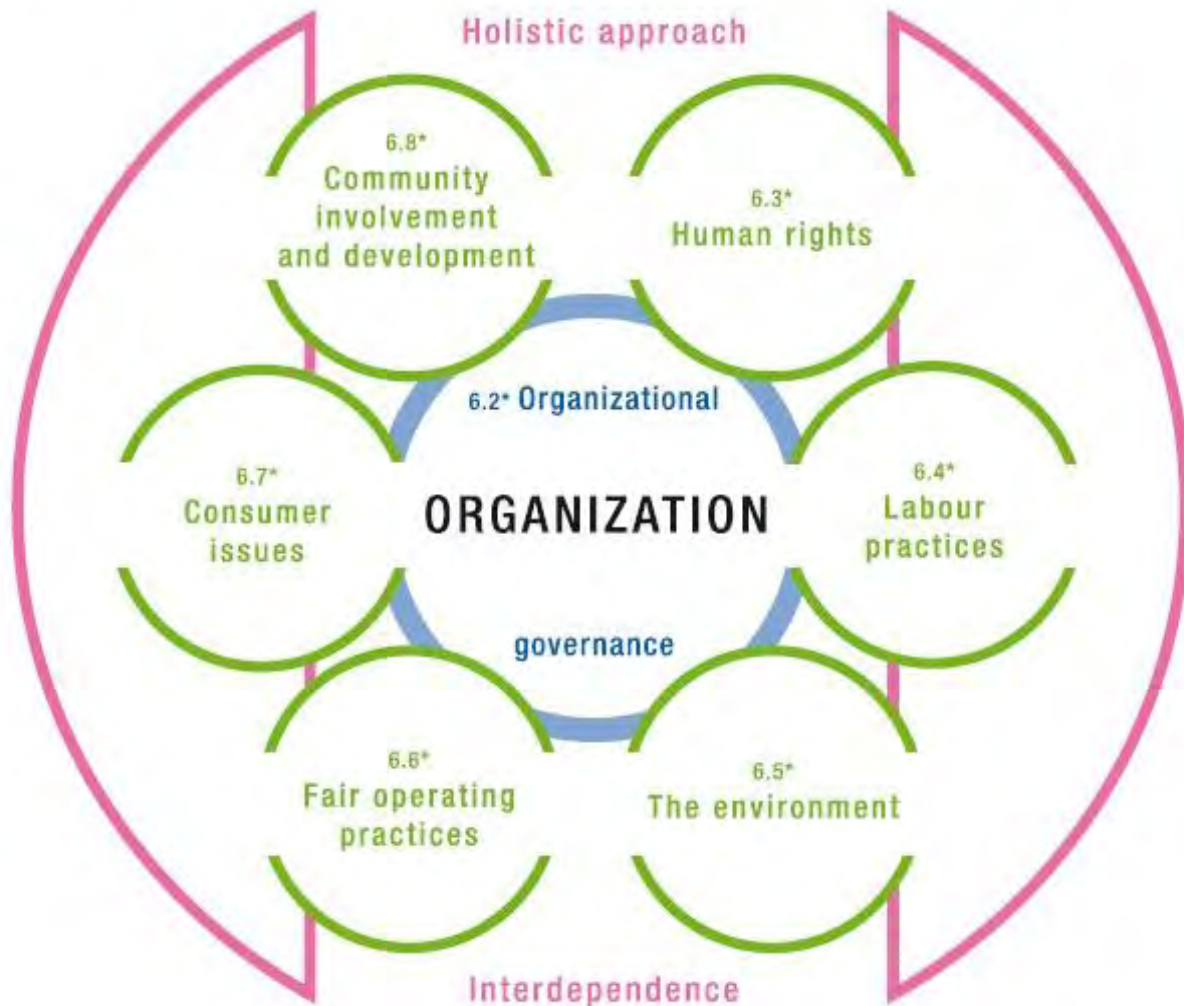 Holistic approach
6.8*
Community
involvement
and development
6.3*
Human rights
6.2* Organizational
6.7*
Consumer
issues
ORGANIZATION
6.4*
Labour
practices
governance
6.6*
Fair operating
practices
6.5*
The environment
Interdependence